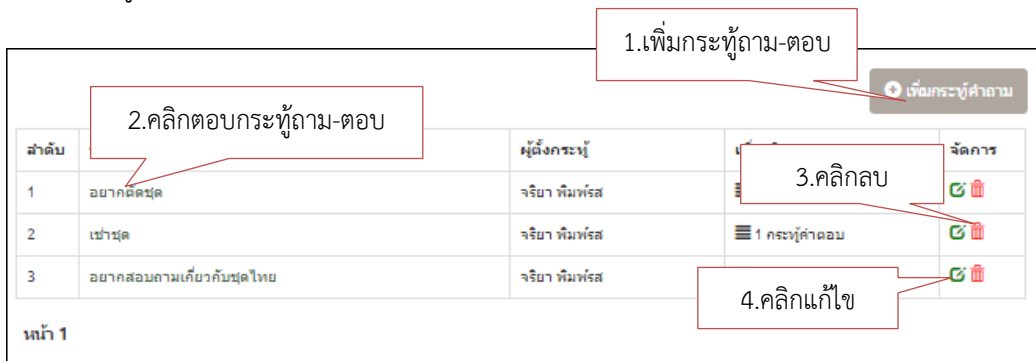 1.เพิ่มกระทู้ถาม-ตอบ
เพิ่มกระทู้คำถาม
2.คลิกตอบกระทู้ถาม-ตอบ
ลำดับ ผู้ตั้งกระทู้ จัดการ
3.คลิกลบ
1 อยากตัดชุด จริยา พิมพ์รส
2 เช่าชุด จริยา พิมพ์รส 1 กระทู้คำตอบ
3 อยากสอบถามเกี่ยวกับชุดไทย จริยา พิมพ์รส
4.คลิกแก้ไข
หน้า 1